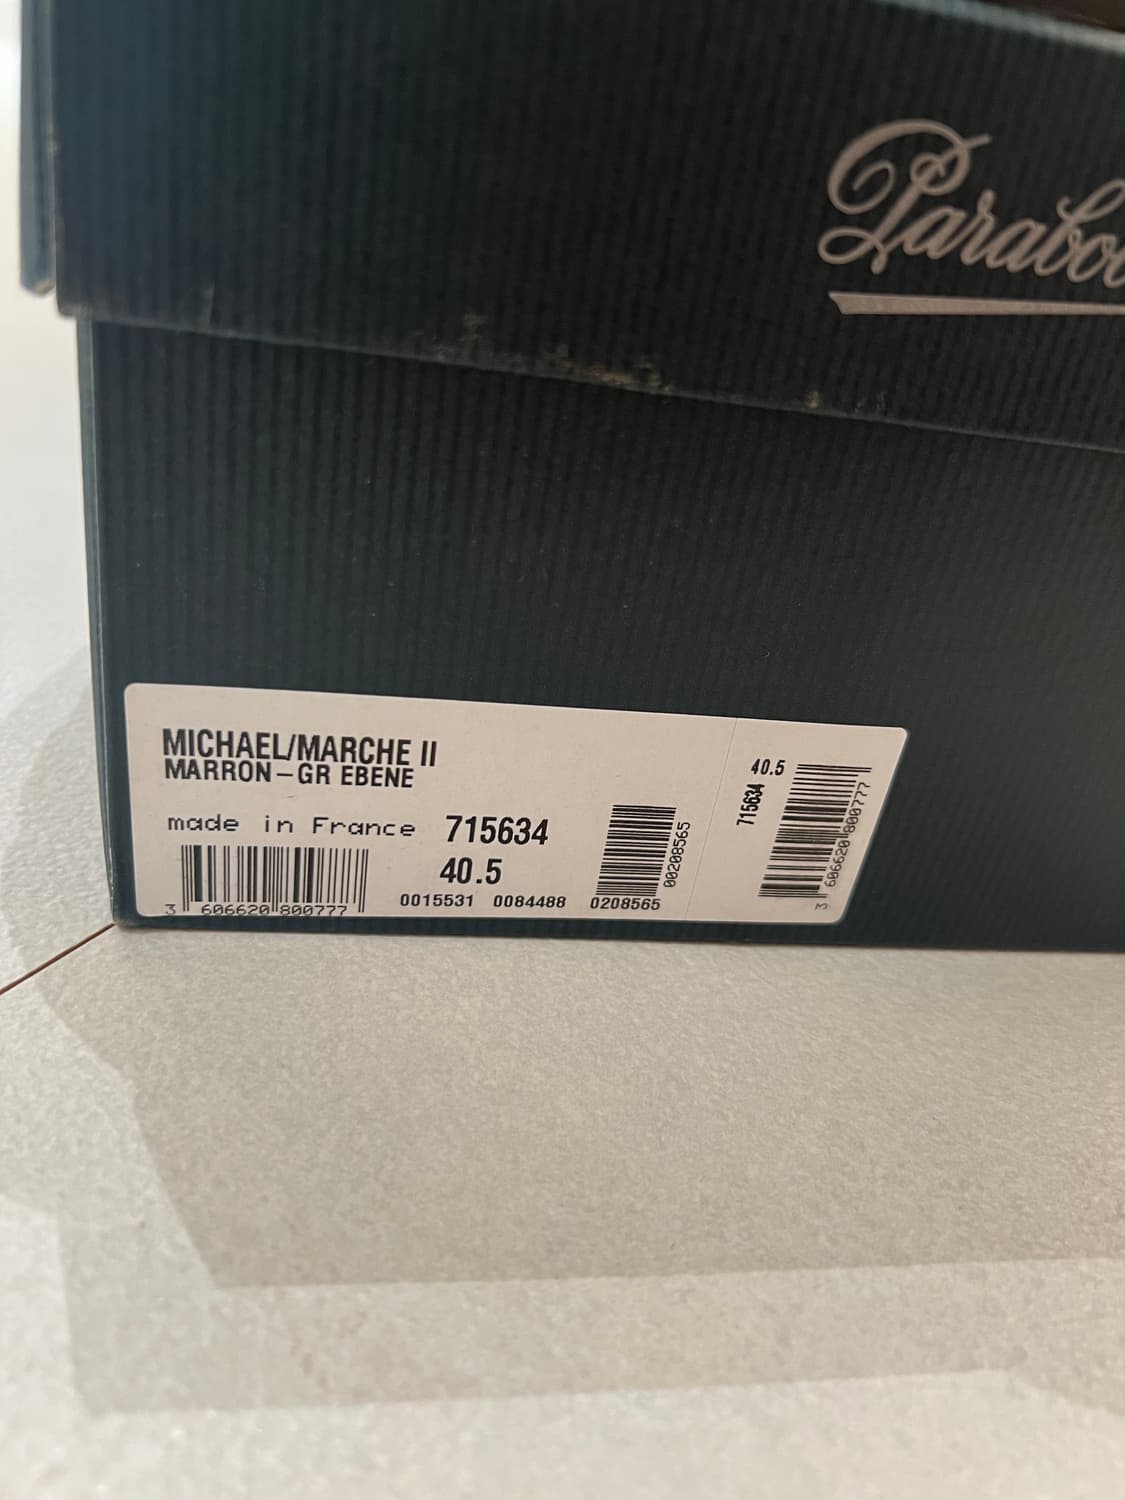 Parabo
MICHAEL/MARCHE II
MARRON-GR EBENE
made in France 715634
40.5
3 606620 800777
0015531 0084488 0208565
00208565
40.5
715634
3 606620 800777